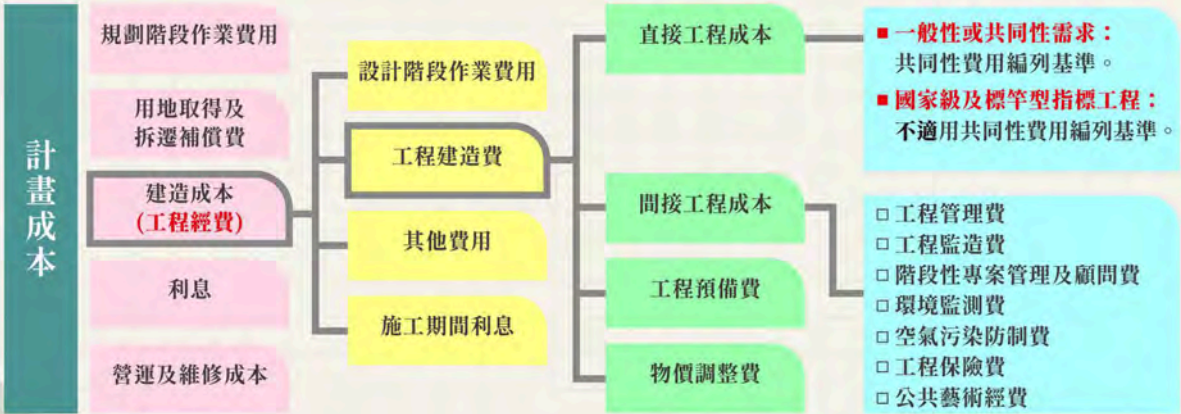 計畫成本
規劃階段作業費用
用地取得及
拆遷補償費
建造成本
(工程經費)
利息
營運及維修成本
設計階段作業費用
工程建造費
其他費用
施工期間利息
直接工程成本
間接工程成本
工程預備費
物價調整費
■ 一般性或共同性需求：
共同性費用編列基準。
■ 國家級及標竿型指標工程：
不適用共同性費用編列基準。
□ 工程管理費
□ 工程監造費
□ 階段性專案管理及顧問費
□ 環境監測費
□ 空氣污染防制費
□ 工程保險費
□ 公共藝術經費